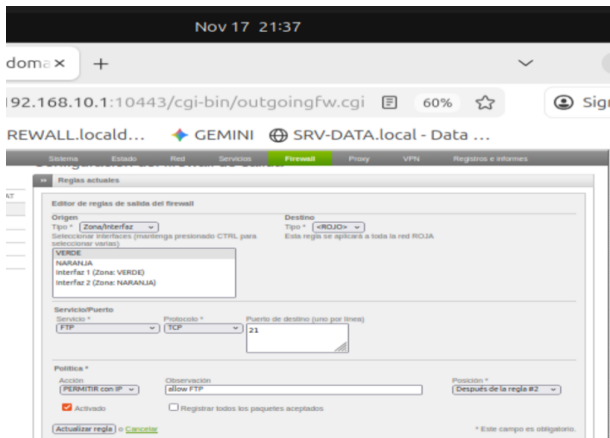 Nov 17 21:37
doma × +
192.168.10.1:10443/cgi-bin/outgoingfw.cgi 60%
REWALL.locald... GEMINI SRV-DATA.local - Data ...
Sistema Estado Red Servicios Firewall Proxy VPN Registros e informes
Reglas actuales
Editor de reglas de salida del firewall
Origen Destino
Tipo * Zona/Interfaz Tipo * <ROJO>
Seleccionar interfaces (mantenga presionado CTRL para Esta regla se aplicará a toda la red ROJA
seleccionar varias)
VERDE
NARANJA
Interfaz 1 (Zona: VERDE)
Interfaz 2 (Zona: NARANJA)
Servicio/Puerto
Servicio * Protocolo * Puerto de destino (uno por línea)
FTP TCP 21
Política *
Acción Observación Posición *
PERMITIR con IP allow FTP Después de la regla #2
Activado Registrar todos los paquetes aceptados
Actualizar regla o Cancelar * Este campo es obligatorio.